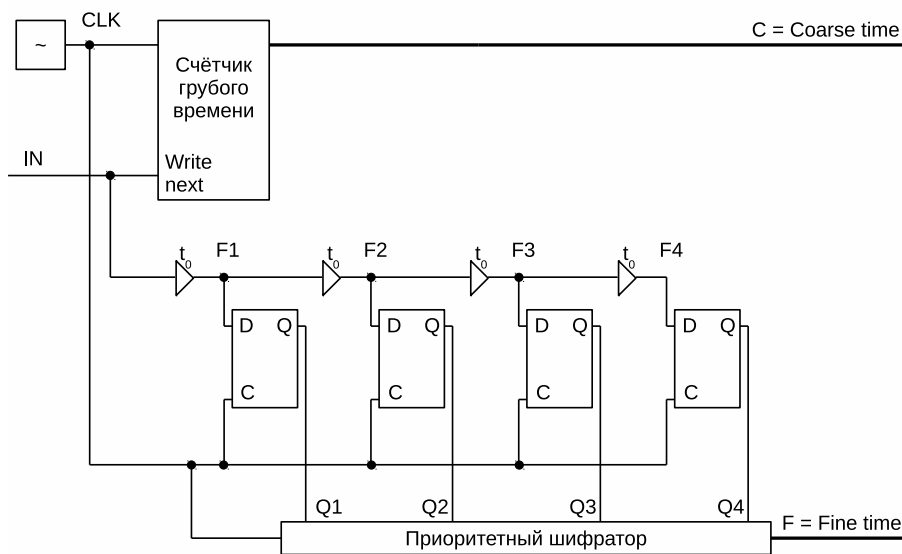 CLK
~
C = Coarse time
Счётчик
грубого
времени
IN
Write
next
t0
F1
t0
F2
t0
F3
t0
F4
D Q
C
D Q
C
D Q
C
D Q
C
Q1
Q2
Q3
Q4
F = Fine time
Приоритетный шифратор